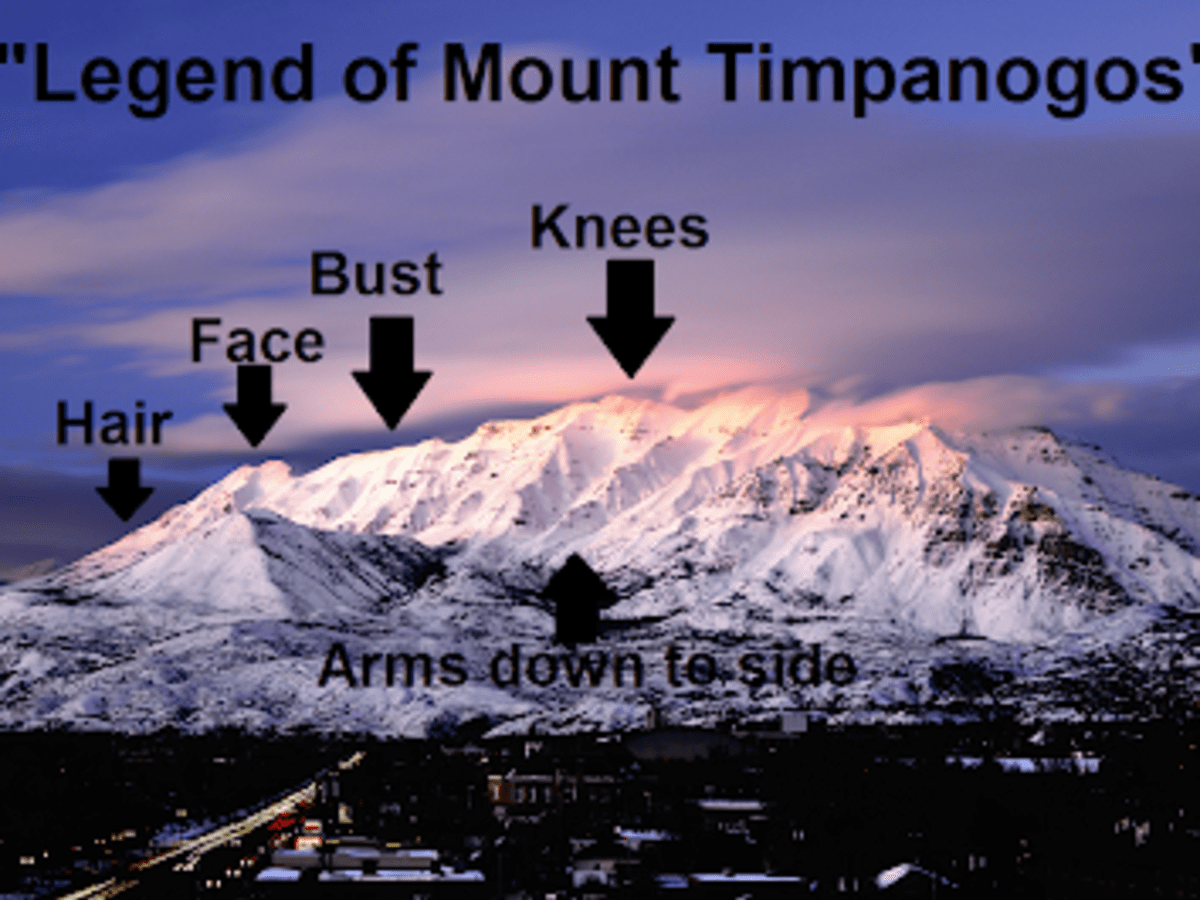 "Legend of Mount Timpanogos"
Knees
Bust
Face
Hair
Arms down to side